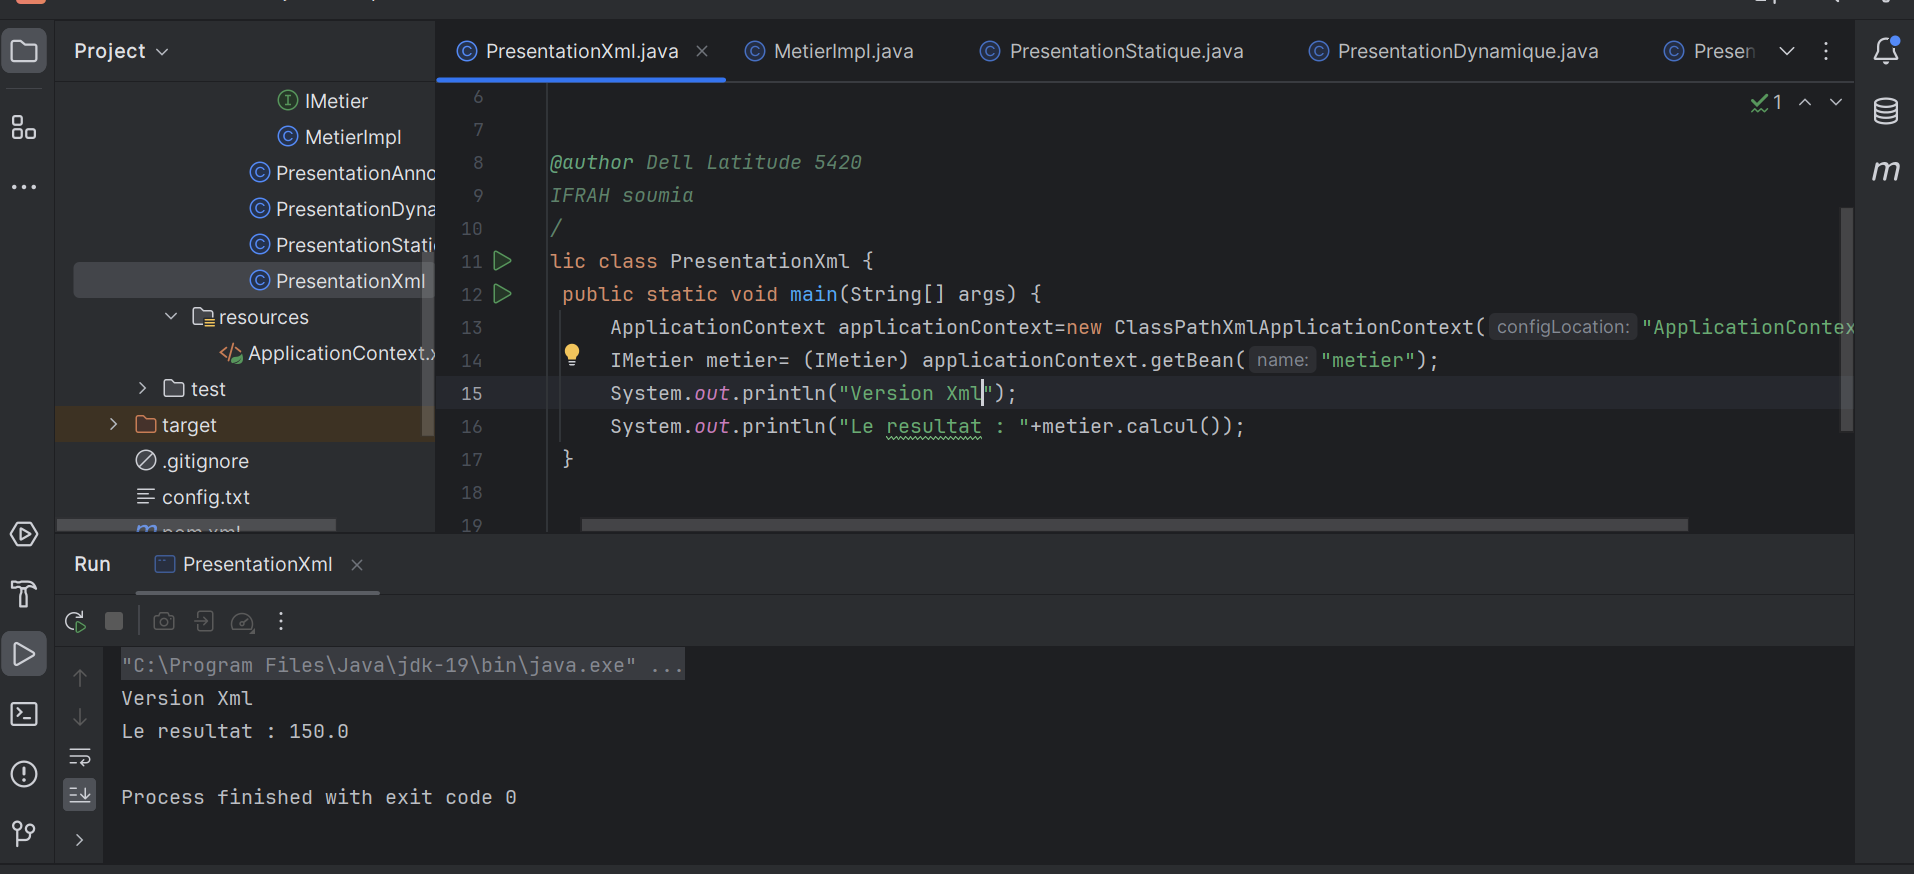 Project
PresentationXml.java
MetierImpl.java
PresentationStatique.java
PresentationDynamique.java
Presen
IMetier
MetierImpl
PresentationAnno
PresentationDyna
PresentationStati
PresentationXml
resources
ApplicationContext.x
test
target
.gitignore
config.txt
pom.xml
1
6
7
8 @author Dell Latitude 5420
9 IFRAH soumia
10 /
11 lic class PresentationXml {
12 public static void main(String[] args) {
13 ApplicationContext applicationContext=new ClassPathXmlApplicationContext( configLocation: "ApplicationContex
14 IMetier metier= (IMetier) applicationContext.getBean( name: "metier");
15 System.out.println("Version Xml");
16 System.out.println("Le resultat : "+metier.calcul());
17 }
18
19
Run
PresentationXml
"C:\Program Files\Java\jdk-19\bin\java.exe" ...
Version Xml
Le resultat : 150.0
Process finished with exit code 0
m